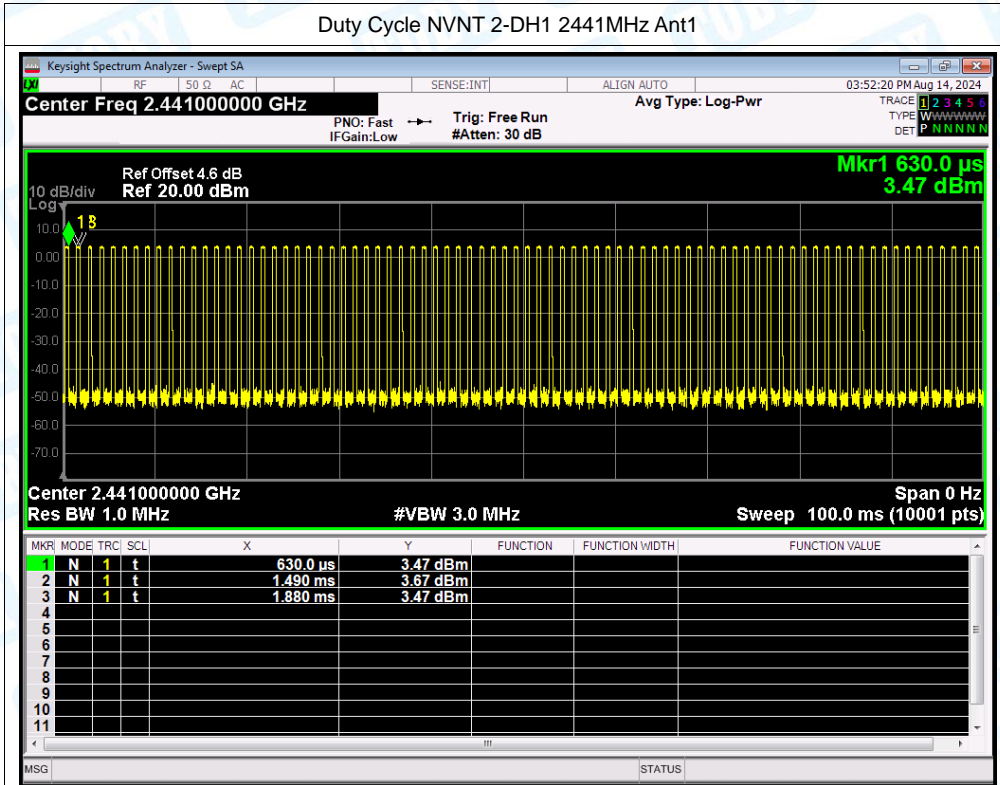 Duty Cycle NVNT 2-DH1 2441MHz Ant1
Keysight Spectrum Analyzer - Swept SA
LXI RF 50 Ω AC SENSE:INT ALIGN AUTO 03:52:20 PM Aug 14, 2024
Center Freq 2.441000000 GHz Avg Type: Log-Pwr TRACE 1 2 3 4 5 6
PNO: Fast Trig: Free Run TYPE WWWWWW
IFGain:Low #Atten: 30 dB DET P N N N N N
Mkr1 630.0 µs
3.47 dBm
Ref Offset 4.6 dB
10 dB/div Ref 20.00 dBm
Log
1 3
10.0
0.00
-10.0
-20.0
-30.0
-40.0
-50.0
-60.0
-70.0
Center 2.441000000 GHz Span 0 Hz
Res BW 1.0 MHz #VBW 3.0 MHz Sweep 100.0 ms (10001 pts)
MKR MODE TRC SCL X Y FUNCTION FUNCTION WIDTH FUNCTION VALUE
1 N 1 t 630.0 µs 3.47 dBm
2 N 1 t 1.490 ms 3.67 dBm
3 N 1 t 1.880 ms 3.47 dBm
4
5
6
7
8
9
10
11
MSG STATUS